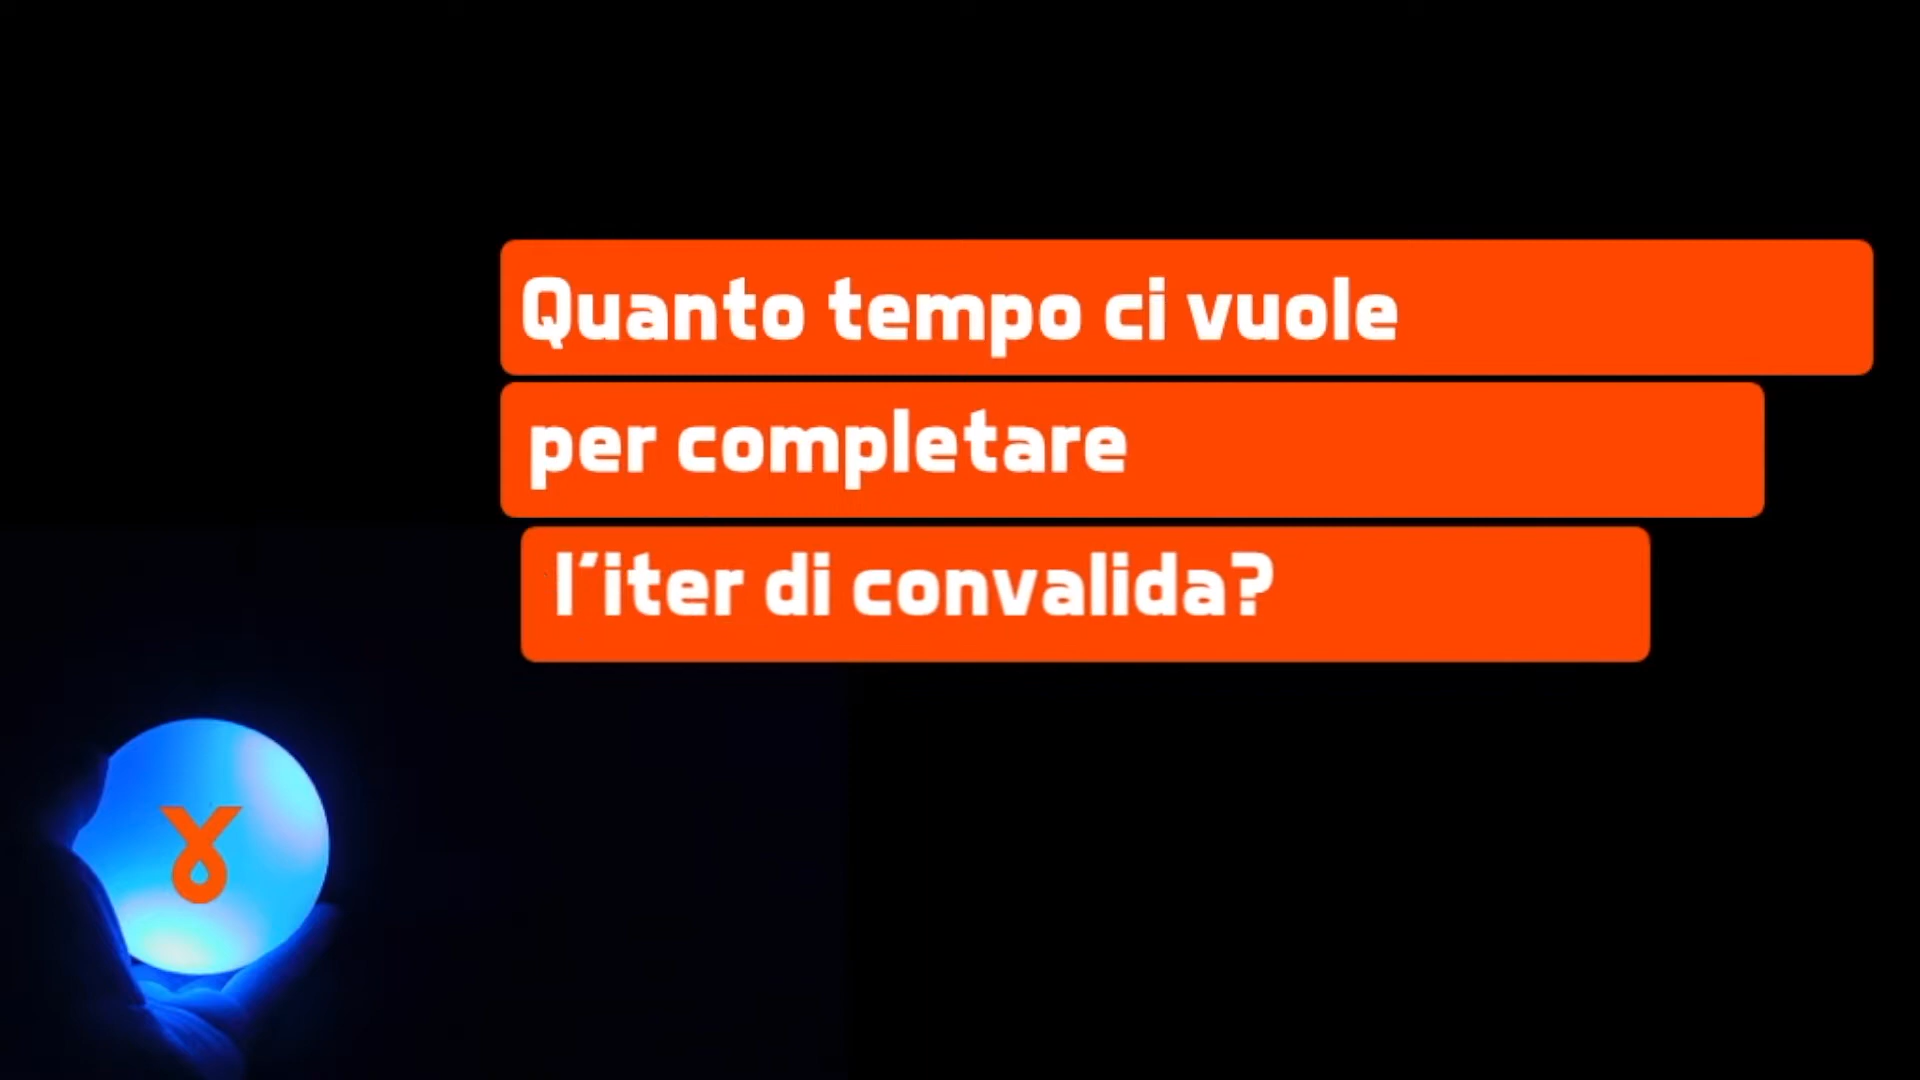 Quanto tempo ci vuole
per completare
l'iter di convalida?